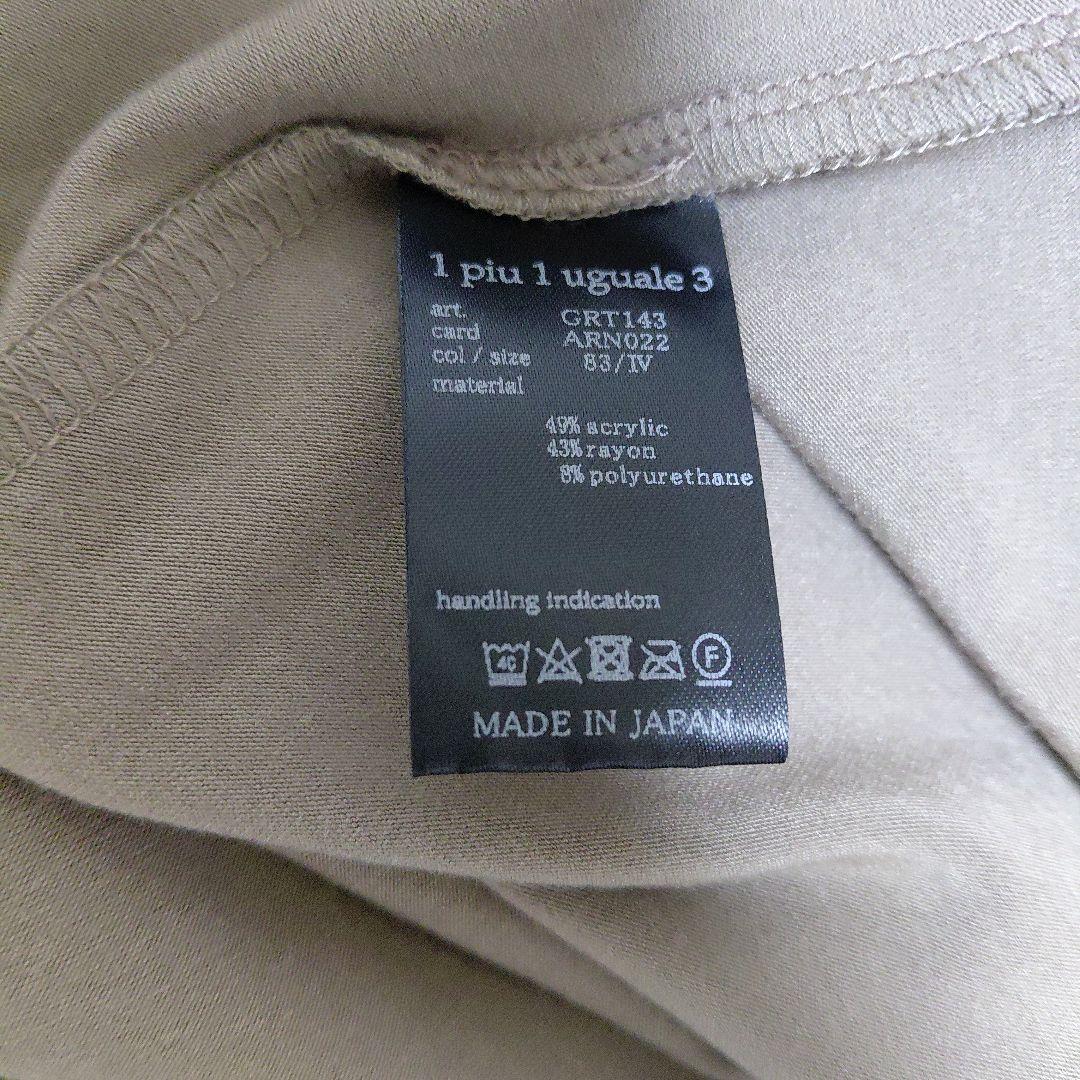 1 piu 1 uguale 3
art. GRT143
card ARN022
col / size 83/IV
material
49% acrylic
43% rayon
8% polyurethane
handling indication
40 F
MADE IN JAPAN